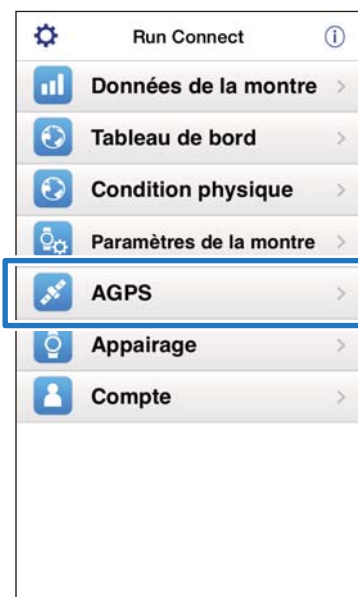 Run Connect
Données de la montre
Tableau de bord
Condition physique
Paramètres de la montre
AGPS
Appairage
Compte